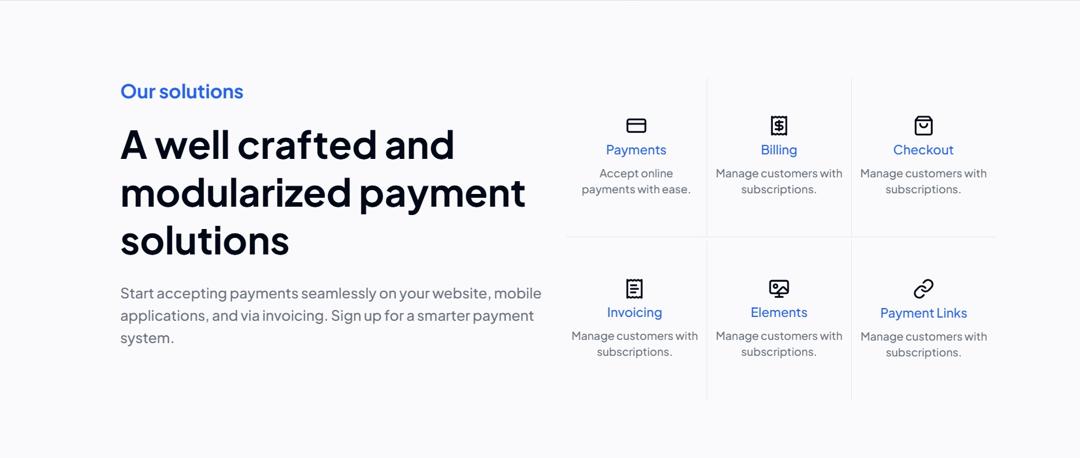 Our solutions
A well crafted and
modularized payment
solutions
Start accepting payments seamlessly on your website, mobile
applications, and via invoicing. Sign up for a smarter payment
system.
Payments
Accept online
payments with ease.
Billing
Manage customers with
subscriptions.
Checkout
Manage customers with
subscriptions.
Invoicing
Manage customers with
subscriptions.
Elements
Manage customers with
subscriptions.
Payment Links
Manage customers with
subscriptions.